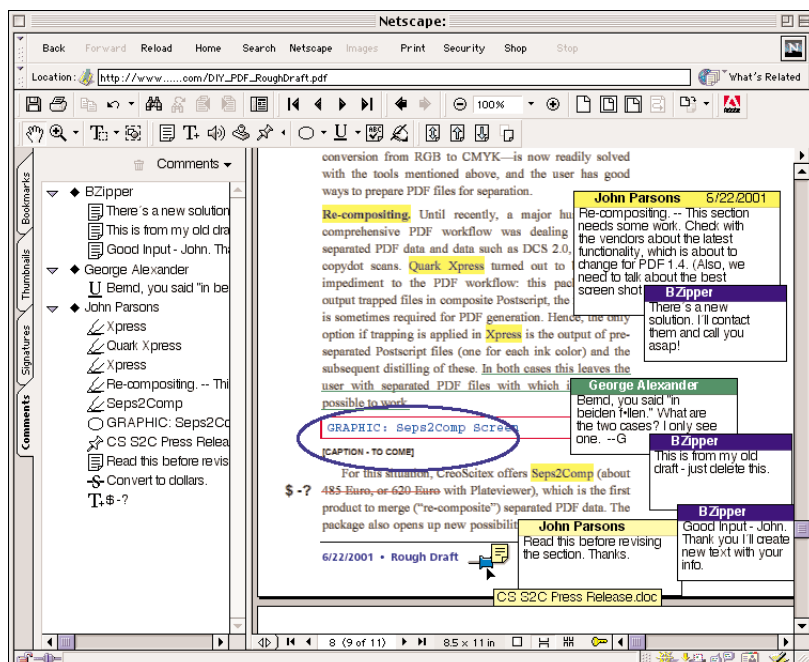 Netscape:
Back Forward Reload Home Search Netscape Images Print Security Shop Stop
N
Location: http://www......com/DIY_PDF_RoughDraft.pdf What's Related
100%
Comments
Bookmarks
Thumbnails
Signatures
Comments
BZipper
There's a new solution
This is from my old dra
Good Input - John. Tha
George Alexander
Bernd, you said "in be
John Parsons
Xpress
Quark Xpress
Xpress
Re-compositing. -- Thi
Seps2Comp
GRAPHIC: Seps2Co
CS S2C Press Relea
Read this before revis
Convert to dollars.
$-?
conversion from RGB to CMYK—is now readily solved
with the tools mentioned above, and the user has good
ways to prepare PDF files for separation.
Re-compositing. Until recently, a major hu
comprehensive PDF workflow was dealing
separated PDF data and data such as DCS 2.0,
copydot scans. Quark Xpress turned out to
impediment to the PDF workflow: this pac
output trapped files in composite Postscript, the
is sometimes required for PDF generation. Hence, the only
option if trapping is applied in Xpress is the output of pre-
separated Postscript files (one for each ink color) and the
subsequent distilling of these. In both cases this leaves the
user with separated PDF files with which i
possible to work.
GRAPHIC: Seps2Comp Screen
[CAPTION - TO COME]
For this situation, CreoScitex offers Seps2Comp (about
$ -? 485 Euro, or 620 Euro with Plateviewer), which is the first
product to merge ("re-composite") separated PDF data. The
package also opens up new possibilit
6/22/2001 • Rough Draft
John Parsons 6/22/2001
Re-compositing. -- This section
needs some work. Check with
the vendors about the latest
functionality, which is about to
change for PDF 1.4. (Also, we
need to talk about the best
screen shot
BZipper
There's a new
solution. I'll contact
them and call you
asap!
George Alexander
Bernd, you said "in
beiden f•llen." What are
the two cases? I only see
one. --G
BZipper
This is from my old
draft - just delete this.
BZipper
Good Input - John.
Thank you I'll create
new text with your
info.
John Parsons
Read this before revising
the section. Thanks.
CS S2C Press Release.doc
8 (9 of 11) 8.5 x 11 in